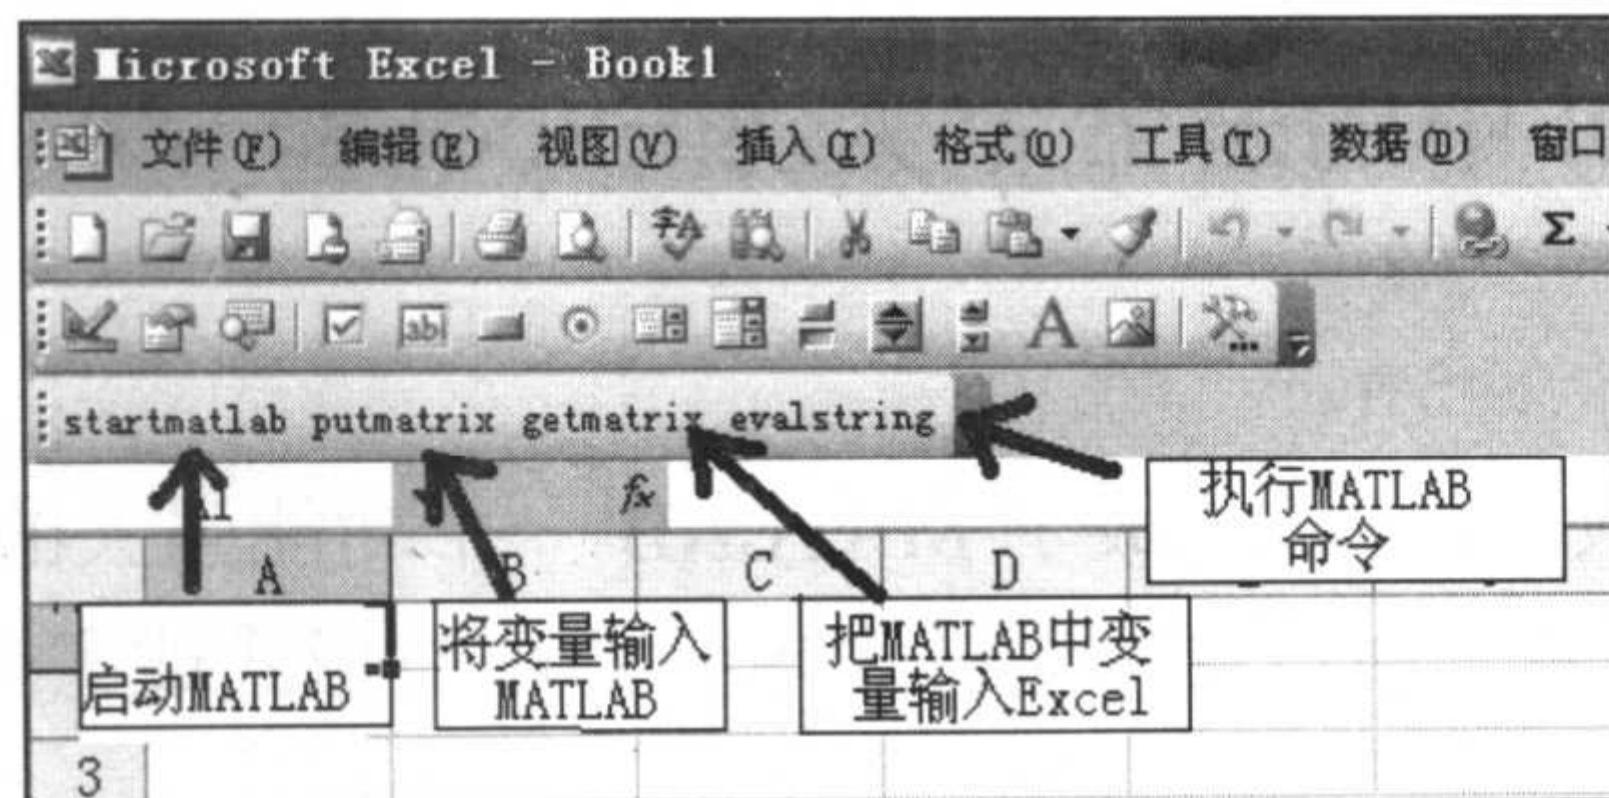 Microsoft Excel - Book1
文件(F) 编辑(E) 视图(V) 插入(I) 格式(O) 工具(T) 数据(D) 窗口
startmatlab putmatrix getmatrix evalstring
A1 fx
执行MATLAB
命令
A B C D
启动MATLAB
将变量输入
MATLAB
把MATLAB中变
量输入Excel
3